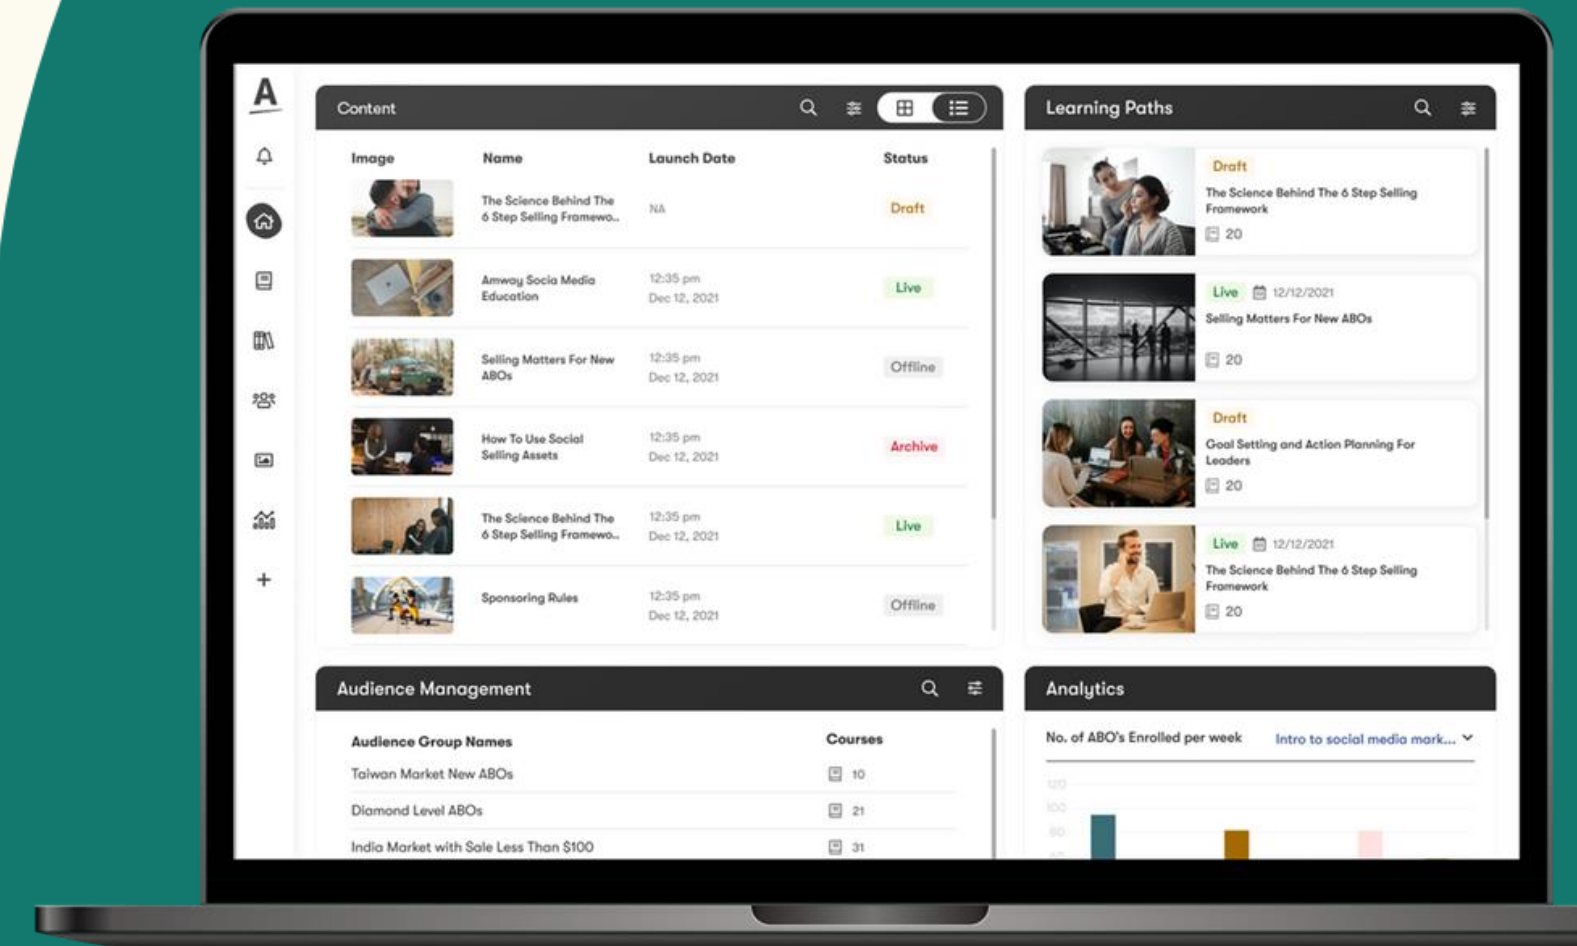 A
Content
Image Name Launch Date Status
The Science Behind The
6 Step Selling Framewo..
NA
Draft
Amway Socia Media
Education
12:35 pm
Dec 12, 2021
Live
Selling Matters For New
ABOs
12:35 pm
Dec 12, 2021
Offline
How To Use Social
Selling Assets
12:35 pm
Dec 12, 2021
Archive
The Science Behind The
6 Step Selling Framewo..
12:35 pm
Dec 12, 2021
Live
Sponsoring Rules
12:35 pm
Dec 12, 2021
Offline
Learning Paths
Draft
The Science Behind The 6 Step Selling
Framework
20
Live 12/12/2021
Selling Matters For New ABOs
20
Draft
Goal Setting and Action Planning For
Leaders
20
Live 12/12/2021
The Science Behind The 6 Step Selling
Framework
20
Audience Management
Audience Group Names Courses
Taiwan Market New ABOs 10
Diamond Level ABOs 21
India Market with Sale Less Than $100 31
Analytics
No. of ABO's Enrolled per week Intro to social media mark...
120
100
80